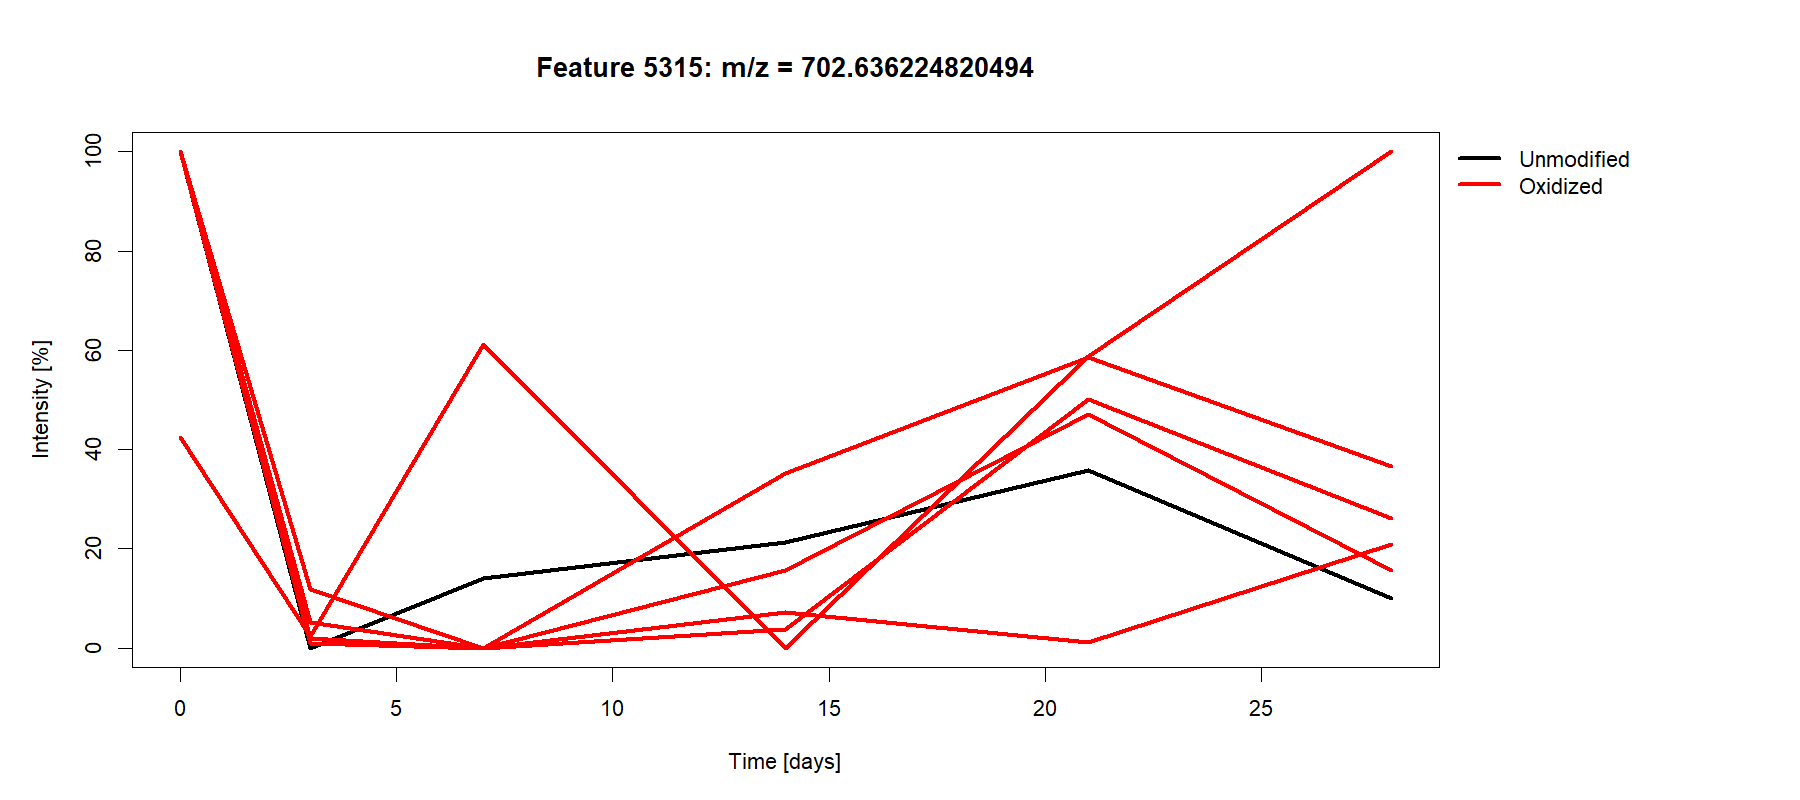 Feature 5315: m/z = 702.636224820494
Unmodified
Oxidized
Intensity [%]
100
80
60
40
20
0
0 5 10 15 20 25
Time [days]